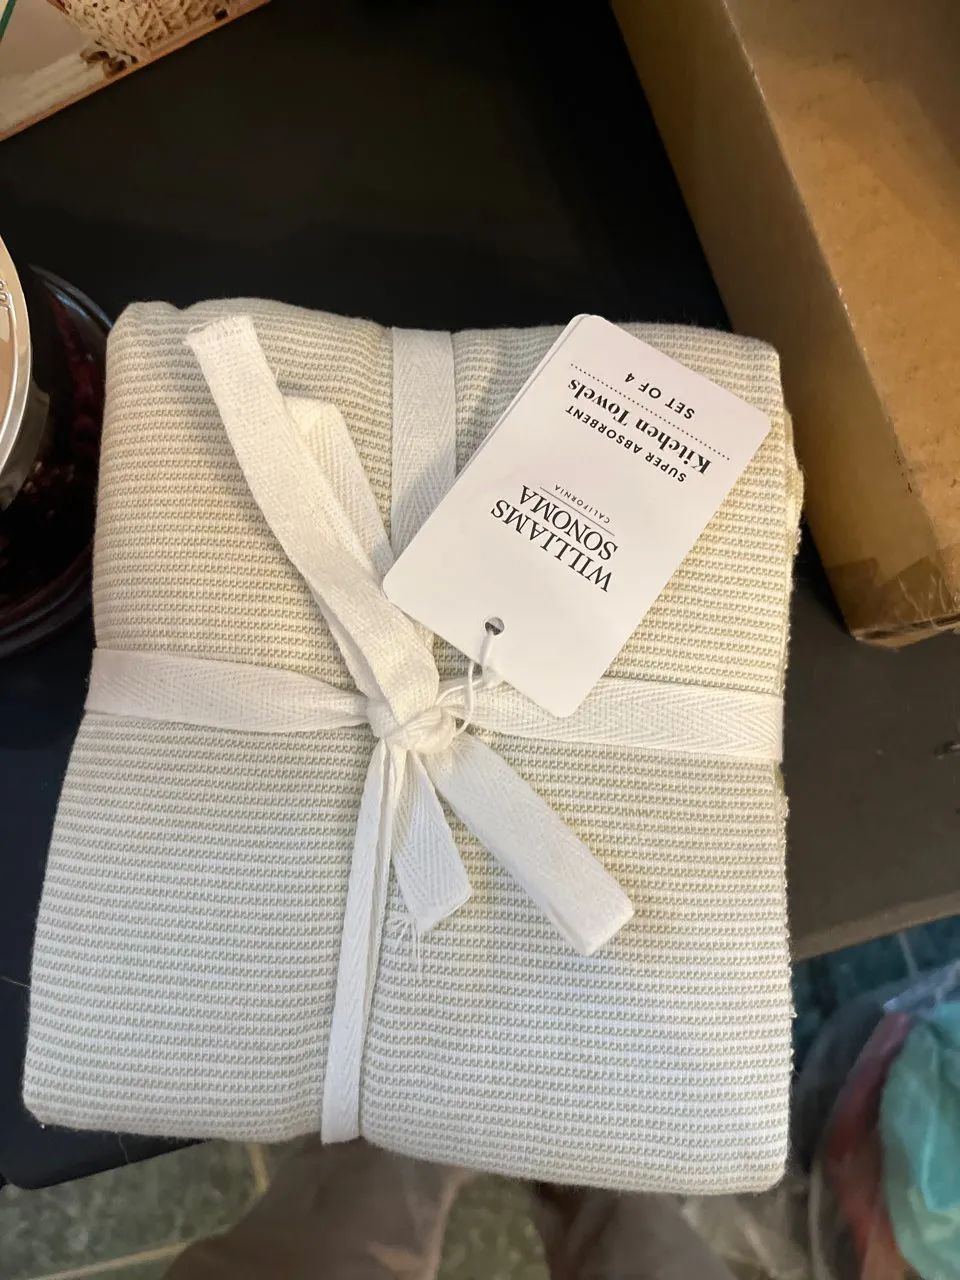 WILLIAMS
SONOMA
CALIFORNIA
SUPER ABSORBENT
Kitchen Towels
SET OF 4